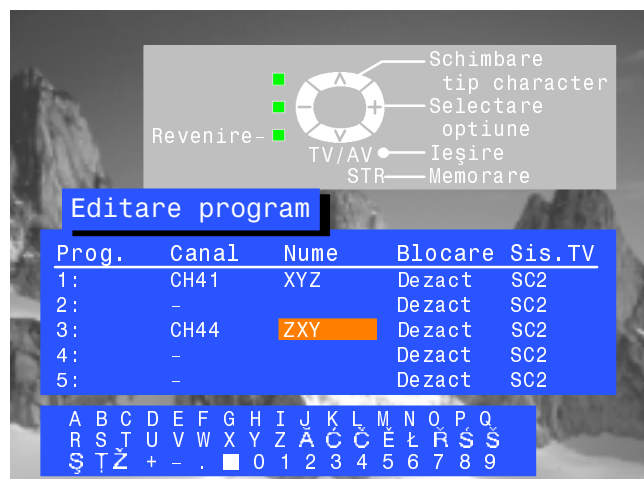 Schimbare
tip character
Selectare
optiune
Revenire
TV/AV Ieşire
STR Memorare
Editare program
Prog. Canal Nume Blocare Sis.TV
1: CH41 XYZ Dezact SC2
2: - Dezact SC2
3: CH44 ZXY Dezact SC2
4: - Dezact SC2
5: - Dezact SC2
A B C D E F G H I J K L M N O P Q
R S T U V W X Y Z Ă Ć Č Ě Ł Ř Ś Š
Ş Ţ Ž + - . 0 1 2 3 4 5 6 7 8 9